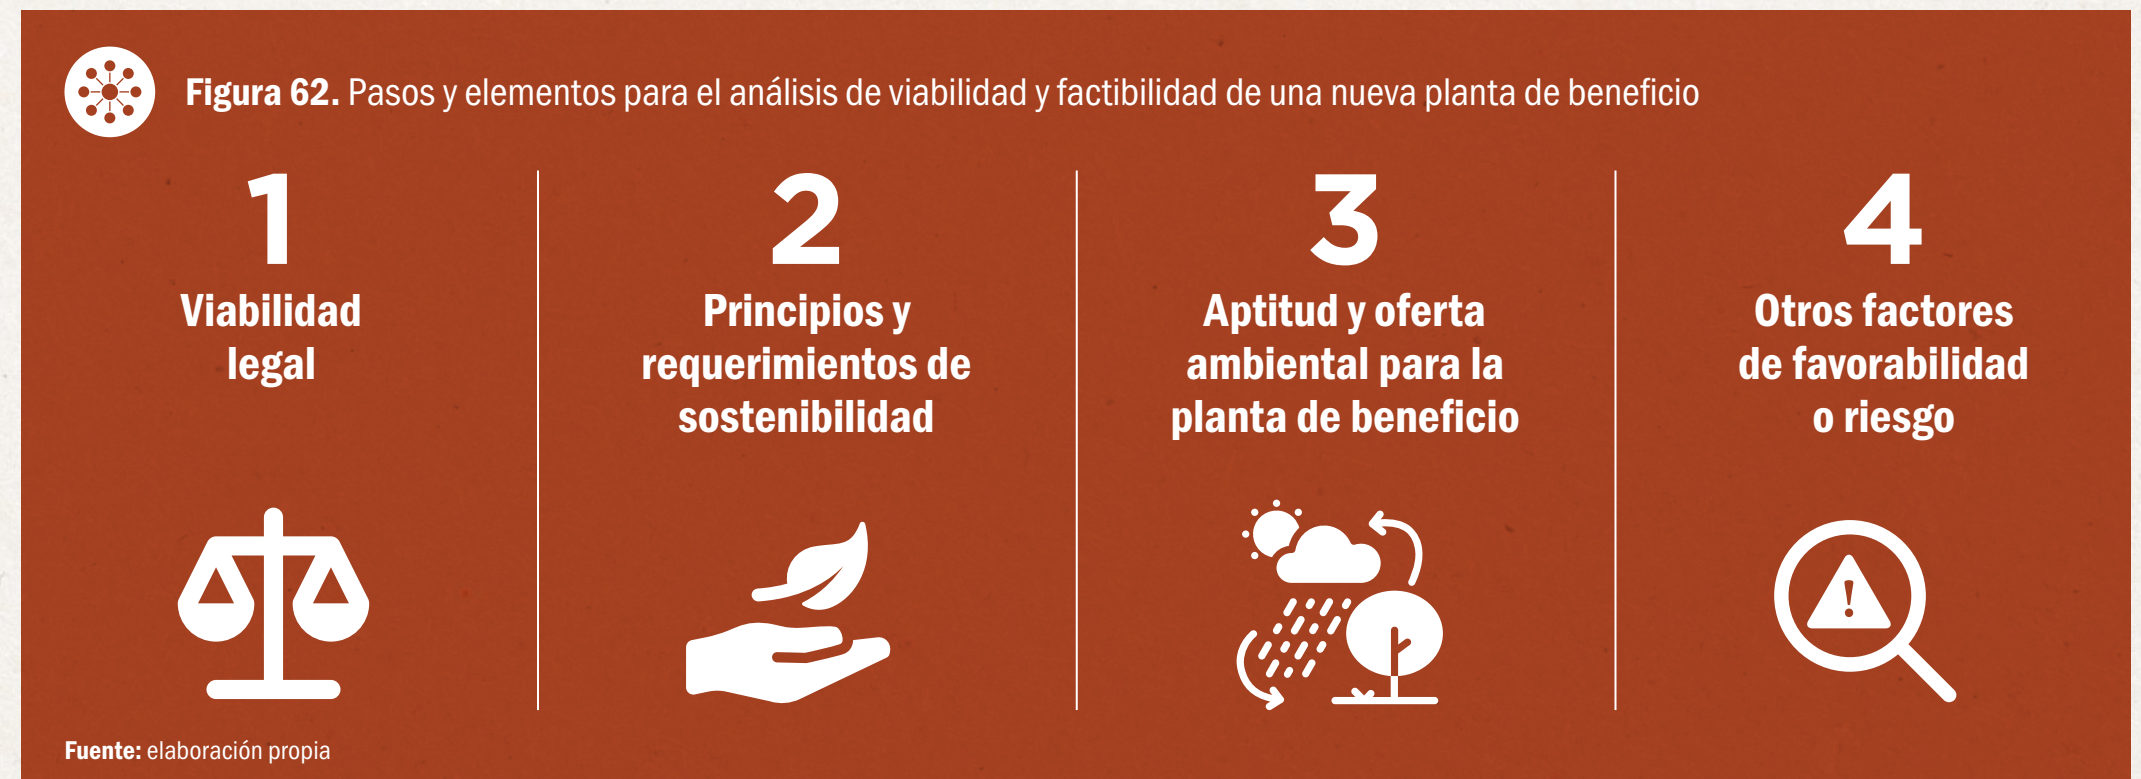 Figura 62. Pasos y elementos para el análisis de viabilidad y factibilidad de una nueva planta de beneficio
1
Viabilidad
legal
2
Principios y
requerimientos de
sostenibilidad
3
Aptitud y oferta
ambiental para la
planta de beneficio
4
Otros factores
de favorabilidad
o riesgo
!
Fuente: elaboración propia